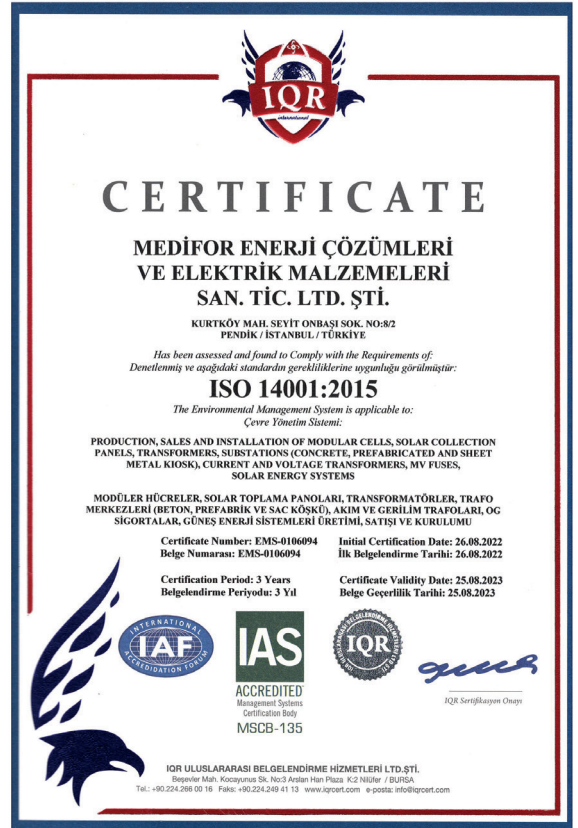 IQR
international
CERTIFICATE
MEDİFOR ENERJİ ÇÖZÜMLERİ
VE ELEKTRİK MALZEMELERİ
SAN. TİC. LTD. ŞTİ.
KURTKÖY MAH. SEYİT ONBAŞI SOK. NO:8/2
PENDİK / İSTANBUL / TÜRKİYE
Has been assessed and found to Comply with the Requirements of:
Denetlenmiş ve aşağıdaki standardın gerekliliklerine uygunluğu görülmüştür:
ISO 14001:2015
The Environmental Management System is applicable to:
Çevre Yönetim Sistemi:
PRODUCTION, SALES AND INSTALLATION OF MODULAR CELLS, SOLAR COLLECTION
PANELS, TRANSFORMERS, SUBSTATIONS (CONCRETE, PREFABRICATED AND SHEET
METAL KIOSK), CURRENT AND VOLTAGE TRANSFORMERS, MV FUSES,
SOLAR ENERGY SYSTEMS
MODÜLER HÜCRELER, SOLAR TOPLAMA PANOLARI, TRANSFORMATÖRLER, TRAFO
MERKEZLERİ (BETON, PREFABRİK VE SAC KÖŞKÜ), AKIM VE GERİLİM TRAFOLARI, OG
SİGORTALAR, GÜNEŞ ENERJİ SİSTEMLERİ ÜRETİMİ, SATIŞI VE KURULUMU
Certificate Number: EMS-0106094 Initial Certification Date: 26.08.2022
Belge Numarası: EMS-0106094 İlk Belgelendirme Tarihi: 26.08.2022
Certification Period: 3 Years Certificate Validity Date: 25.08.2023
Belgelendirme Periyodu: 3 Yıl Belge Geçerlilik Tarihi: 25.08.2023
INTERNATIONAL
IAF
ACCREDIDATION FORUM
IAS
ACCREDITED
Management Systems
Certification Body
MSCB-135
IQR
IQR Sertifikasyon Onayı
IQR ULUSLARARASI BELGELENDİRME HİZMETLERİ LTD.ŞTİ.
Beşevler Mah. Kocayunus Sk. No:3 Arslan Han Plaza K:2 Nilüfer / BURSA
Tel.: +90.224.266 00 16 Faks: +90.224.249 41 13 www.iqrcert.com e-posta: info@iqrcert.com